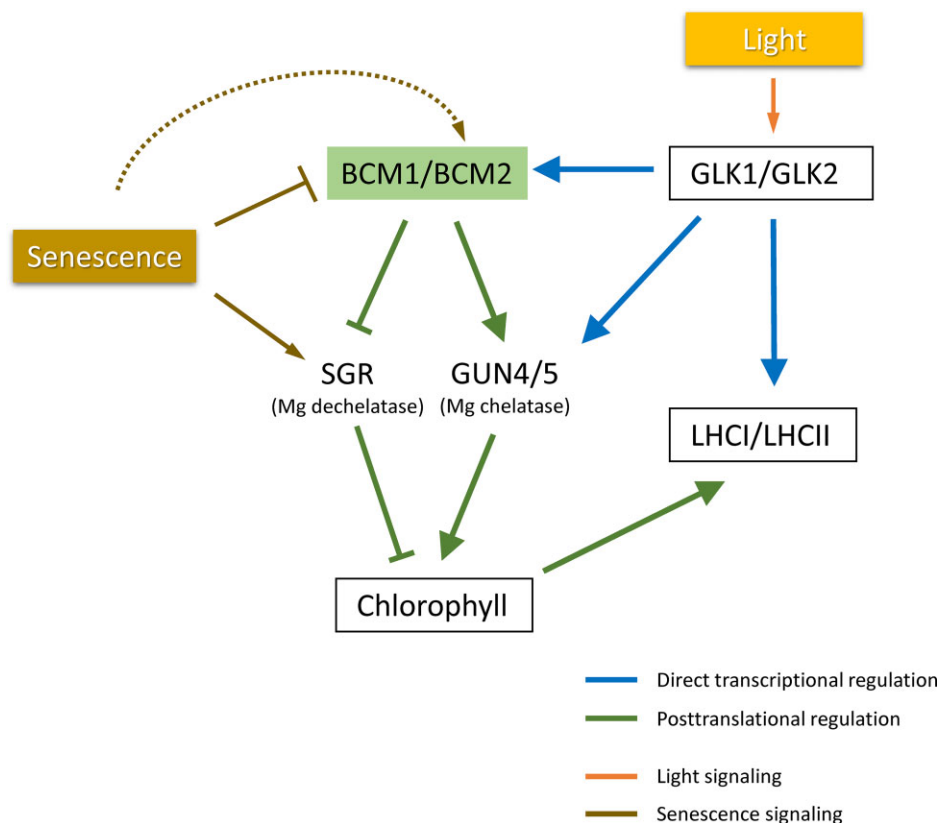 Light
BCM1/BCM2
GLK1/GLK2
Senescence
SGR
(Mg dechelatase)
GUN4/5
(Mg chelatase)
LHCI/LHCII
Chlorophyll
Direct transcriptional regulation
Posttranslational regulation
Light signaling
Senescence signaling